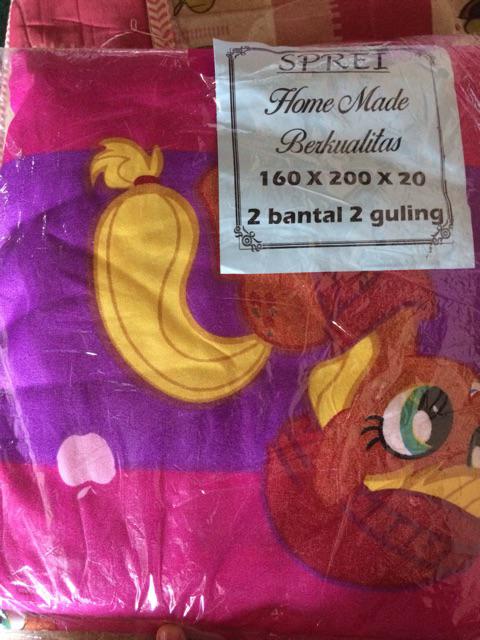 SPREI
Home Made
Berkualitas
160 X 200 X 20
2 bantal 2 guling